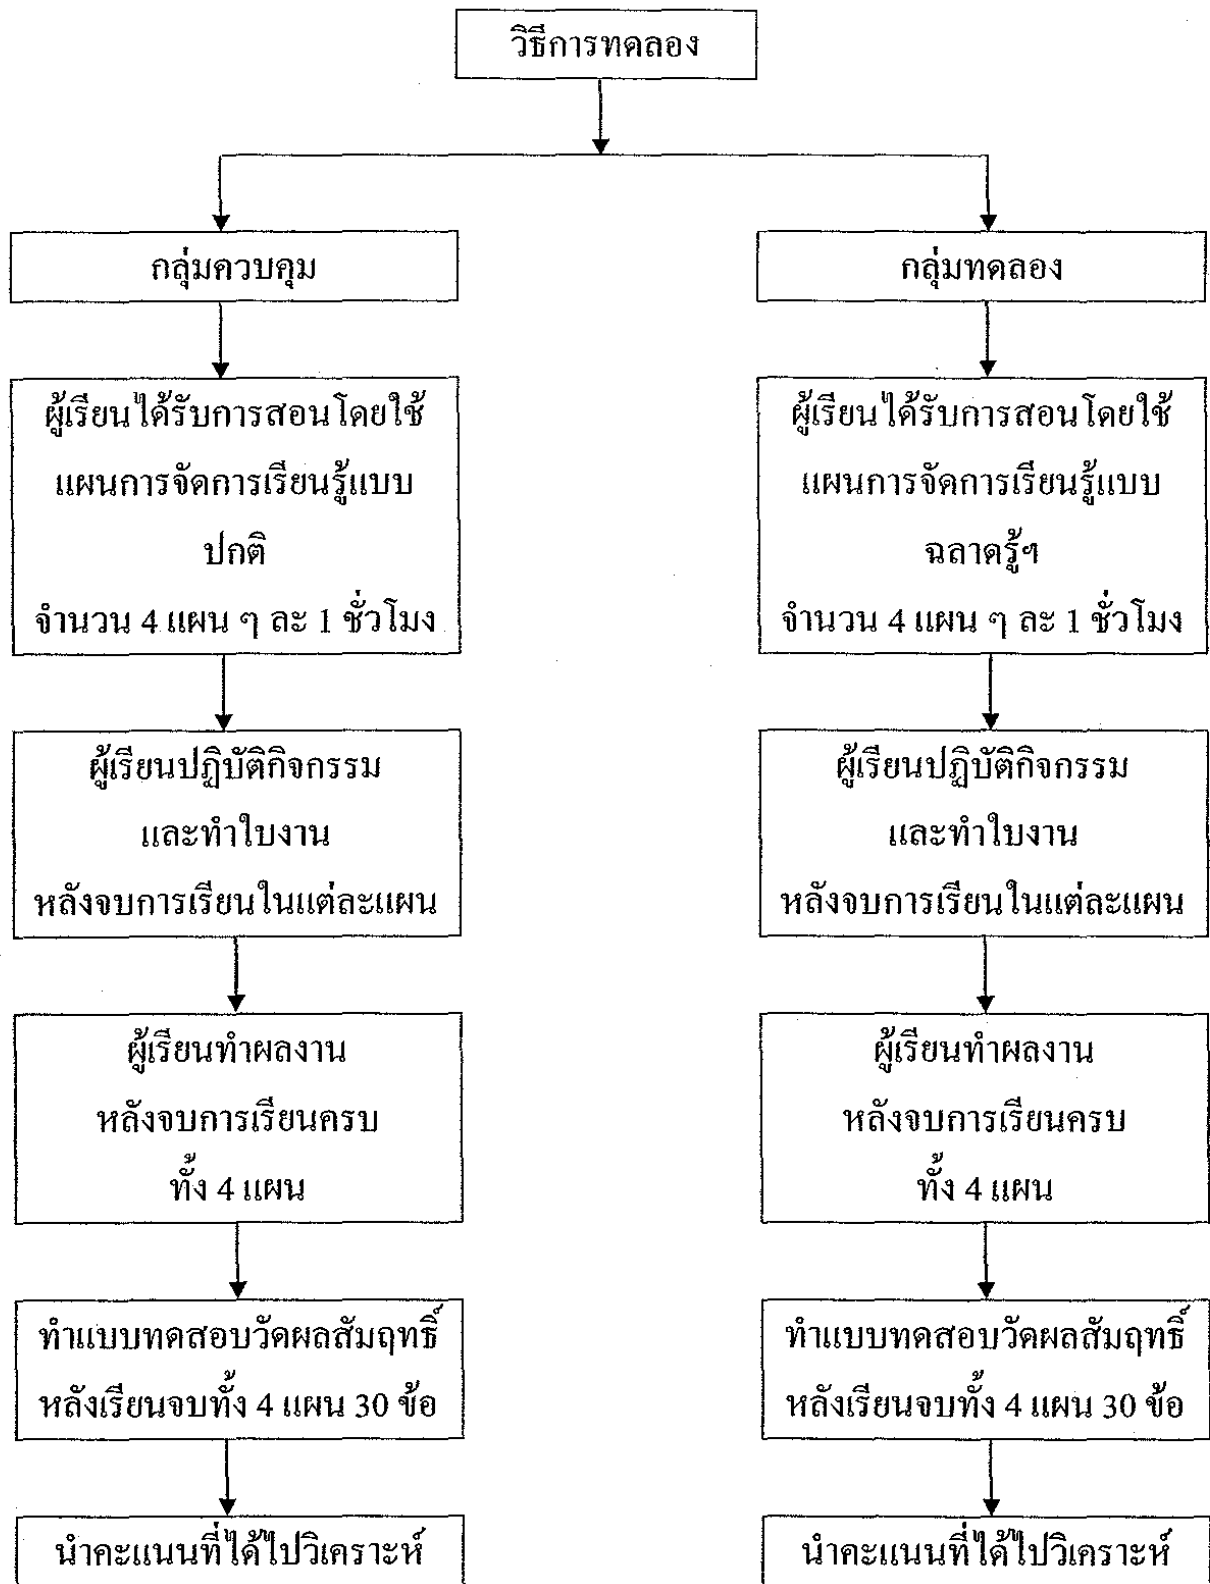 วิธีการทดลอง
กลุ่มควบคุม
ผู้เรียนได้รับการสอนโดยใช้
แผนการจัดการเรียนรู้แบบ
ปกติ
จำนวน 4 แผน ๆ ละ 1 ชั่วโมง
ผู้เรียนปฏิบัติกิจกรรม
และทำใบงาน
หลังจบการเรียนในแต่ละแผน
ผู้เรียนทำผลงาน
หลังจบการเรียนครบ
ทั้ง 4 แผน
ทำแบบทดสอบวัดผลสัมฤทธิ์
หลังเรียนจบทั้ง 4 แผน 30 ข้อ
นำคะแนนที่ได้ไปวิเคราะห์
กลุ่มทดลอง
ผู้เรียนได้รับการสอนโดยใช้
แผนการจัดการเรียนรู้แบบ
ฉลาดรู้ฯ
จำนวน 4 แผน ๆ ละ 1 ชั่วโมง
ผู้เรียนปฏิบัติกิจกรรม
และทำใบงาน
หลังจบการเรียนในแต่ละแผน
ผู้เรียนทำผลงาน
หลังจบการเรียนครบ
ทั้ง 4 แผน
ทำแบบทดสอบวัดผลสัมฤทธิ์
หลังเรียนจบทั้ง 4 แผน 30 ข้อ
นำคะแนนที่ได้ไปวิเคราะห์